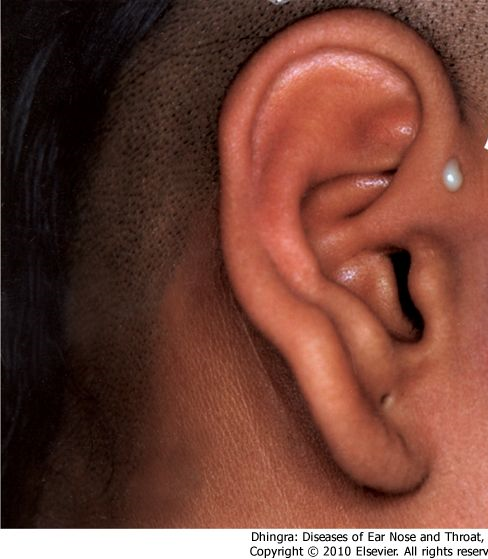 Dhingra: Diseases of Ear Nose and Throat,
Copyright © 2010 Elsevier. All rights reserv